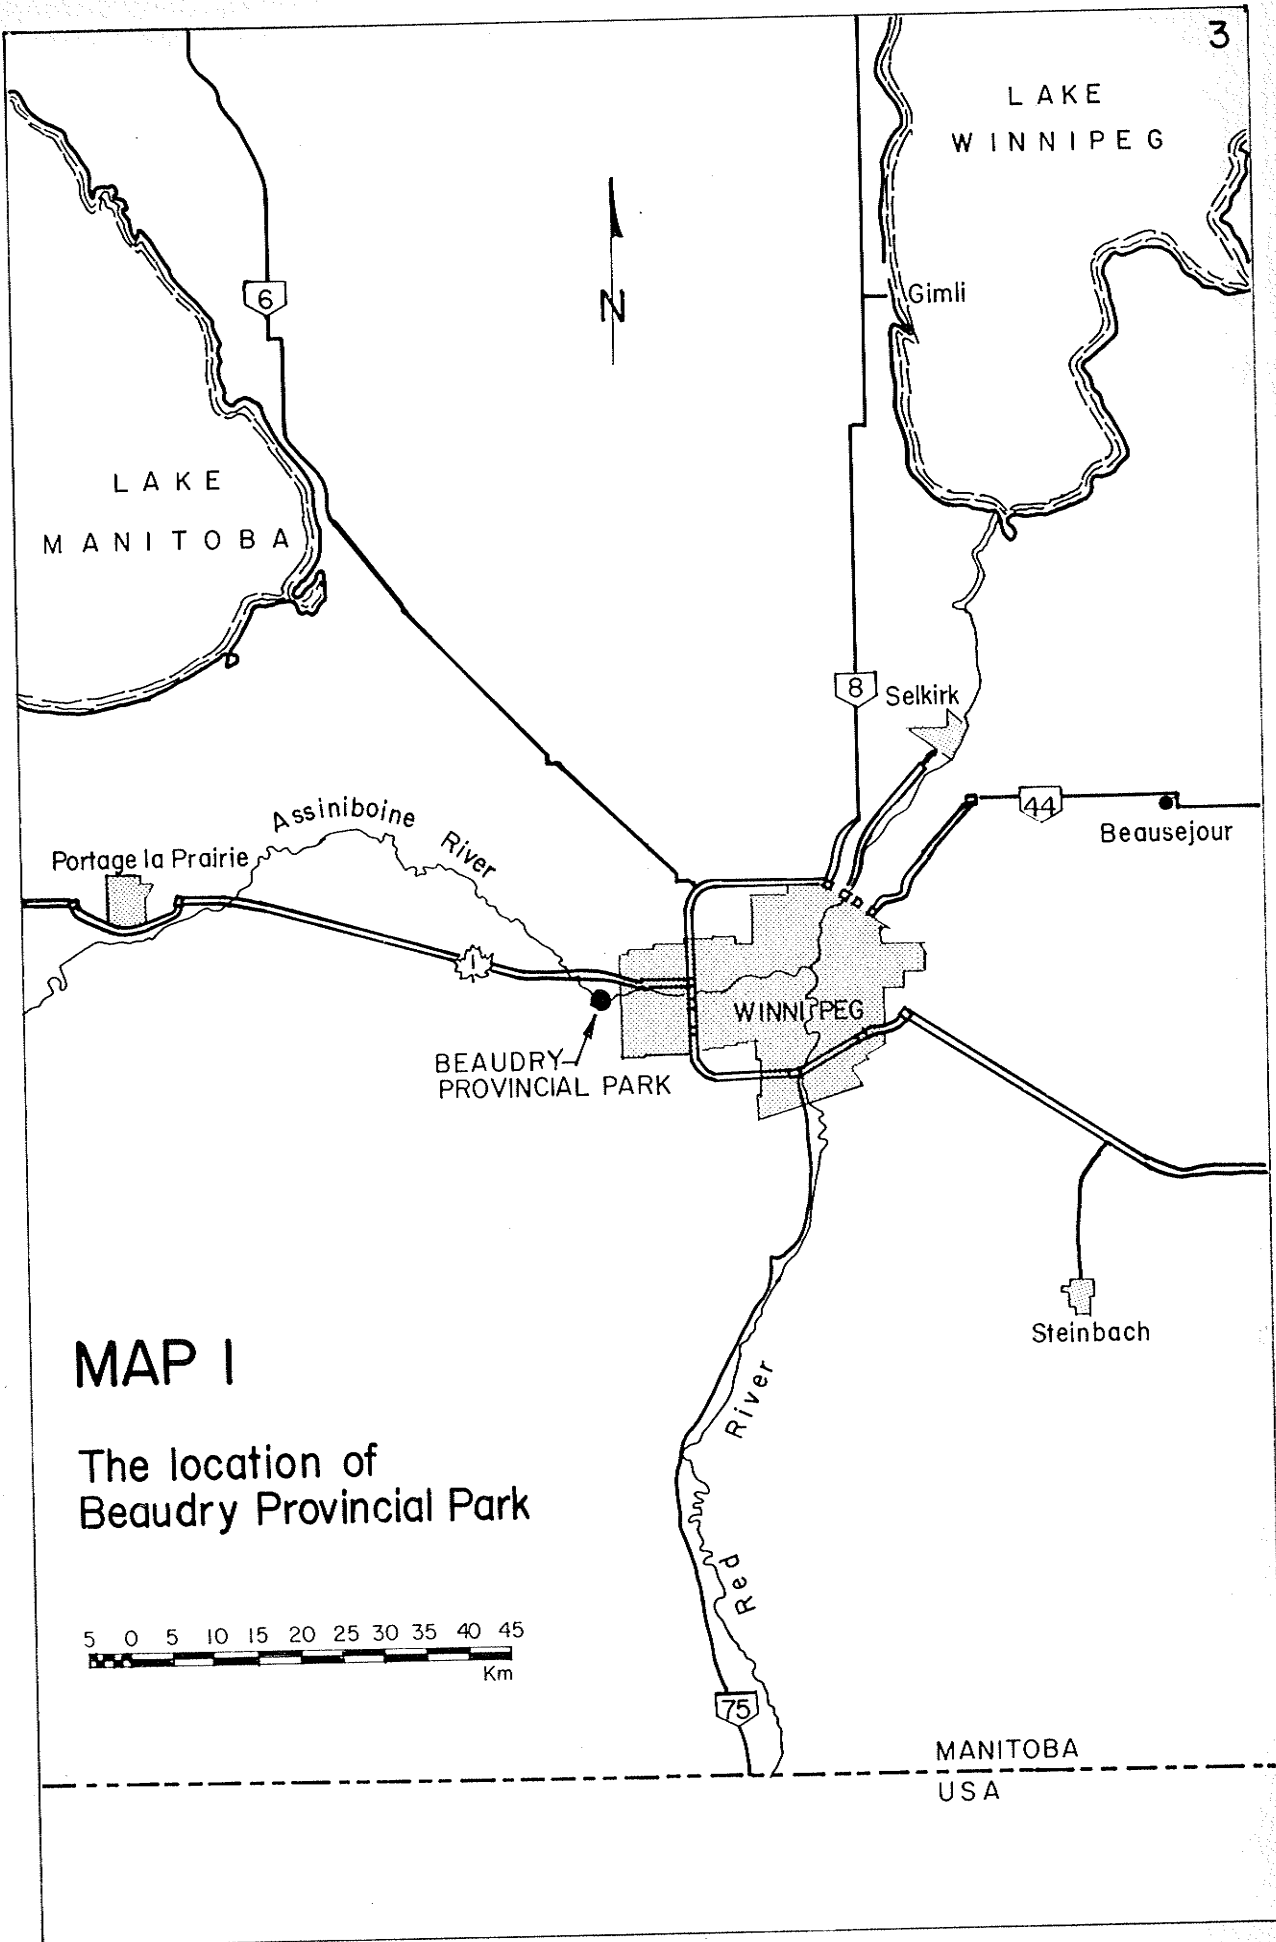 3
LAKE
WINNIPEG
6
N
Gimli
LAKE
MANITOBA
8
Selkirk
44
Beausejour
Assiniboine River
Portage la Prairie
1
WINNIPEG
BEAUDRY
PROVINCIAL PARK
Steinbach
MAP 1
The location of
Beaudry Provincial Park
Red River
5 0 5 10 15 20 25 30 35 40 45
Km
75
MANITOBA
USA